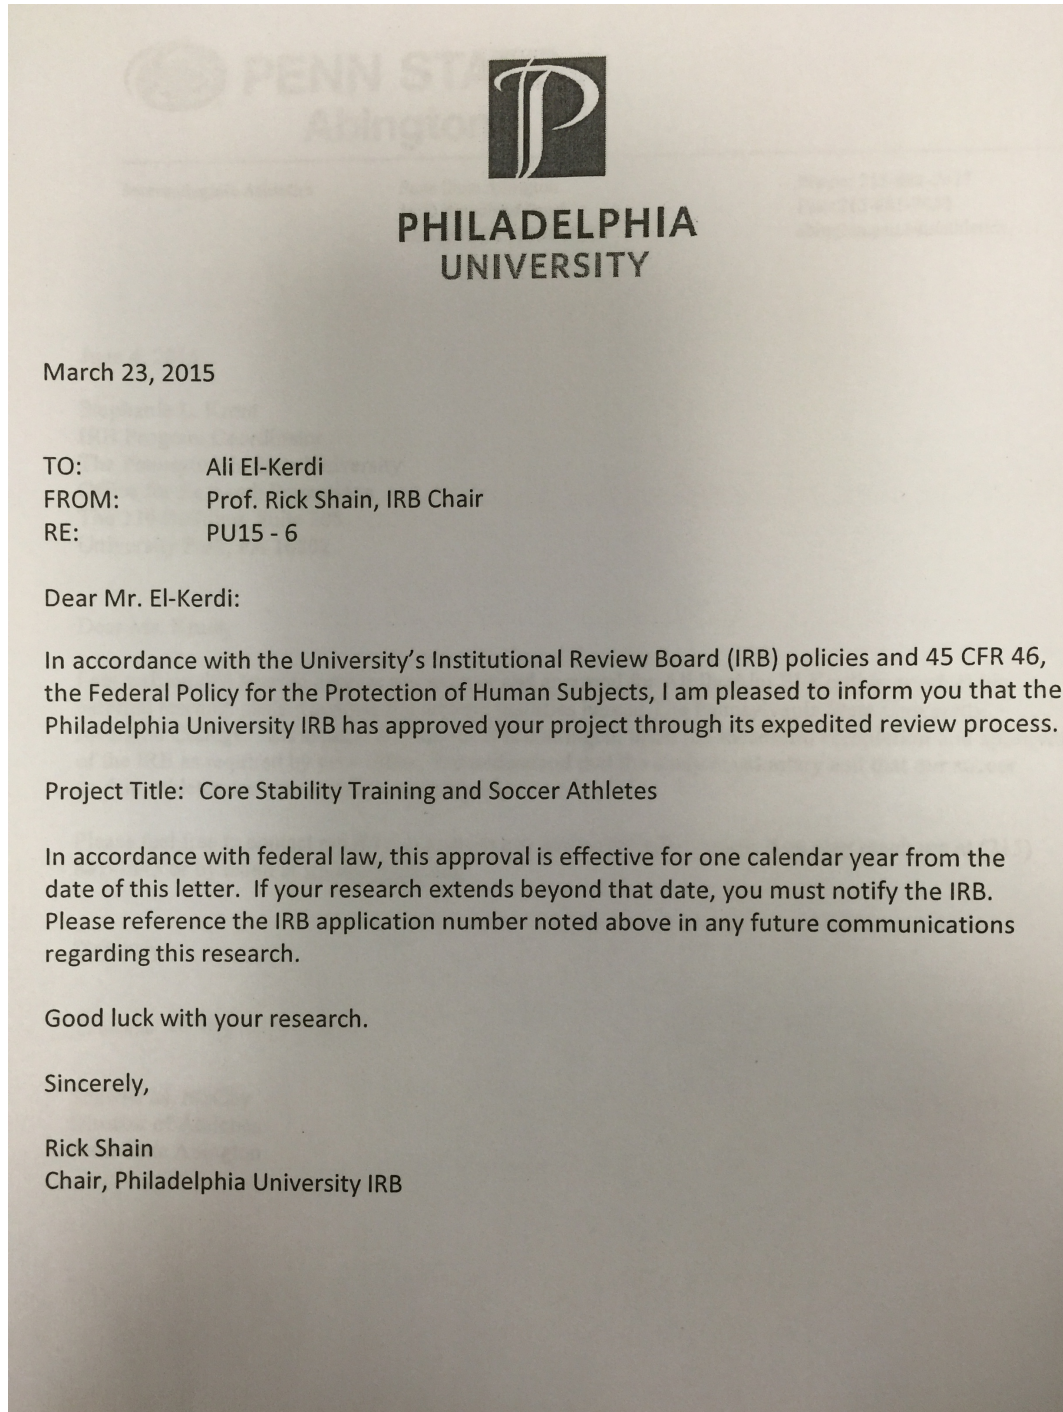 PENN STATE
Abington
PHILADELPHIA
UNIVERSITY
March 23, 2015
TO: Ali El-Kerdi
FROM: Prof. Rick Shain, IRB Chair
RE: PU15 - 6
Dear Mr. El-Kerdi:
In accordance with the University's Institutional Review Board (IRB) policies and 45 CFR 46,
the Federal Policy for the Protection of Human Subjects, I am pleased to inform you that the
Philadelphia University IRB has approved your project through its expedited review process.
Project Title: Core Stability Training and Soccer Athletes
In accordance with federal law, this approval is effective for one calendar year from the
date of this letter. If your research extends beyond that date, you must notify the IRB.
Please reference the IRB application number noted above in any future communications
regarding this research.
Good luck with your research.
Sincerely,
Rick Shain
Chair, Philadelphia University IRB